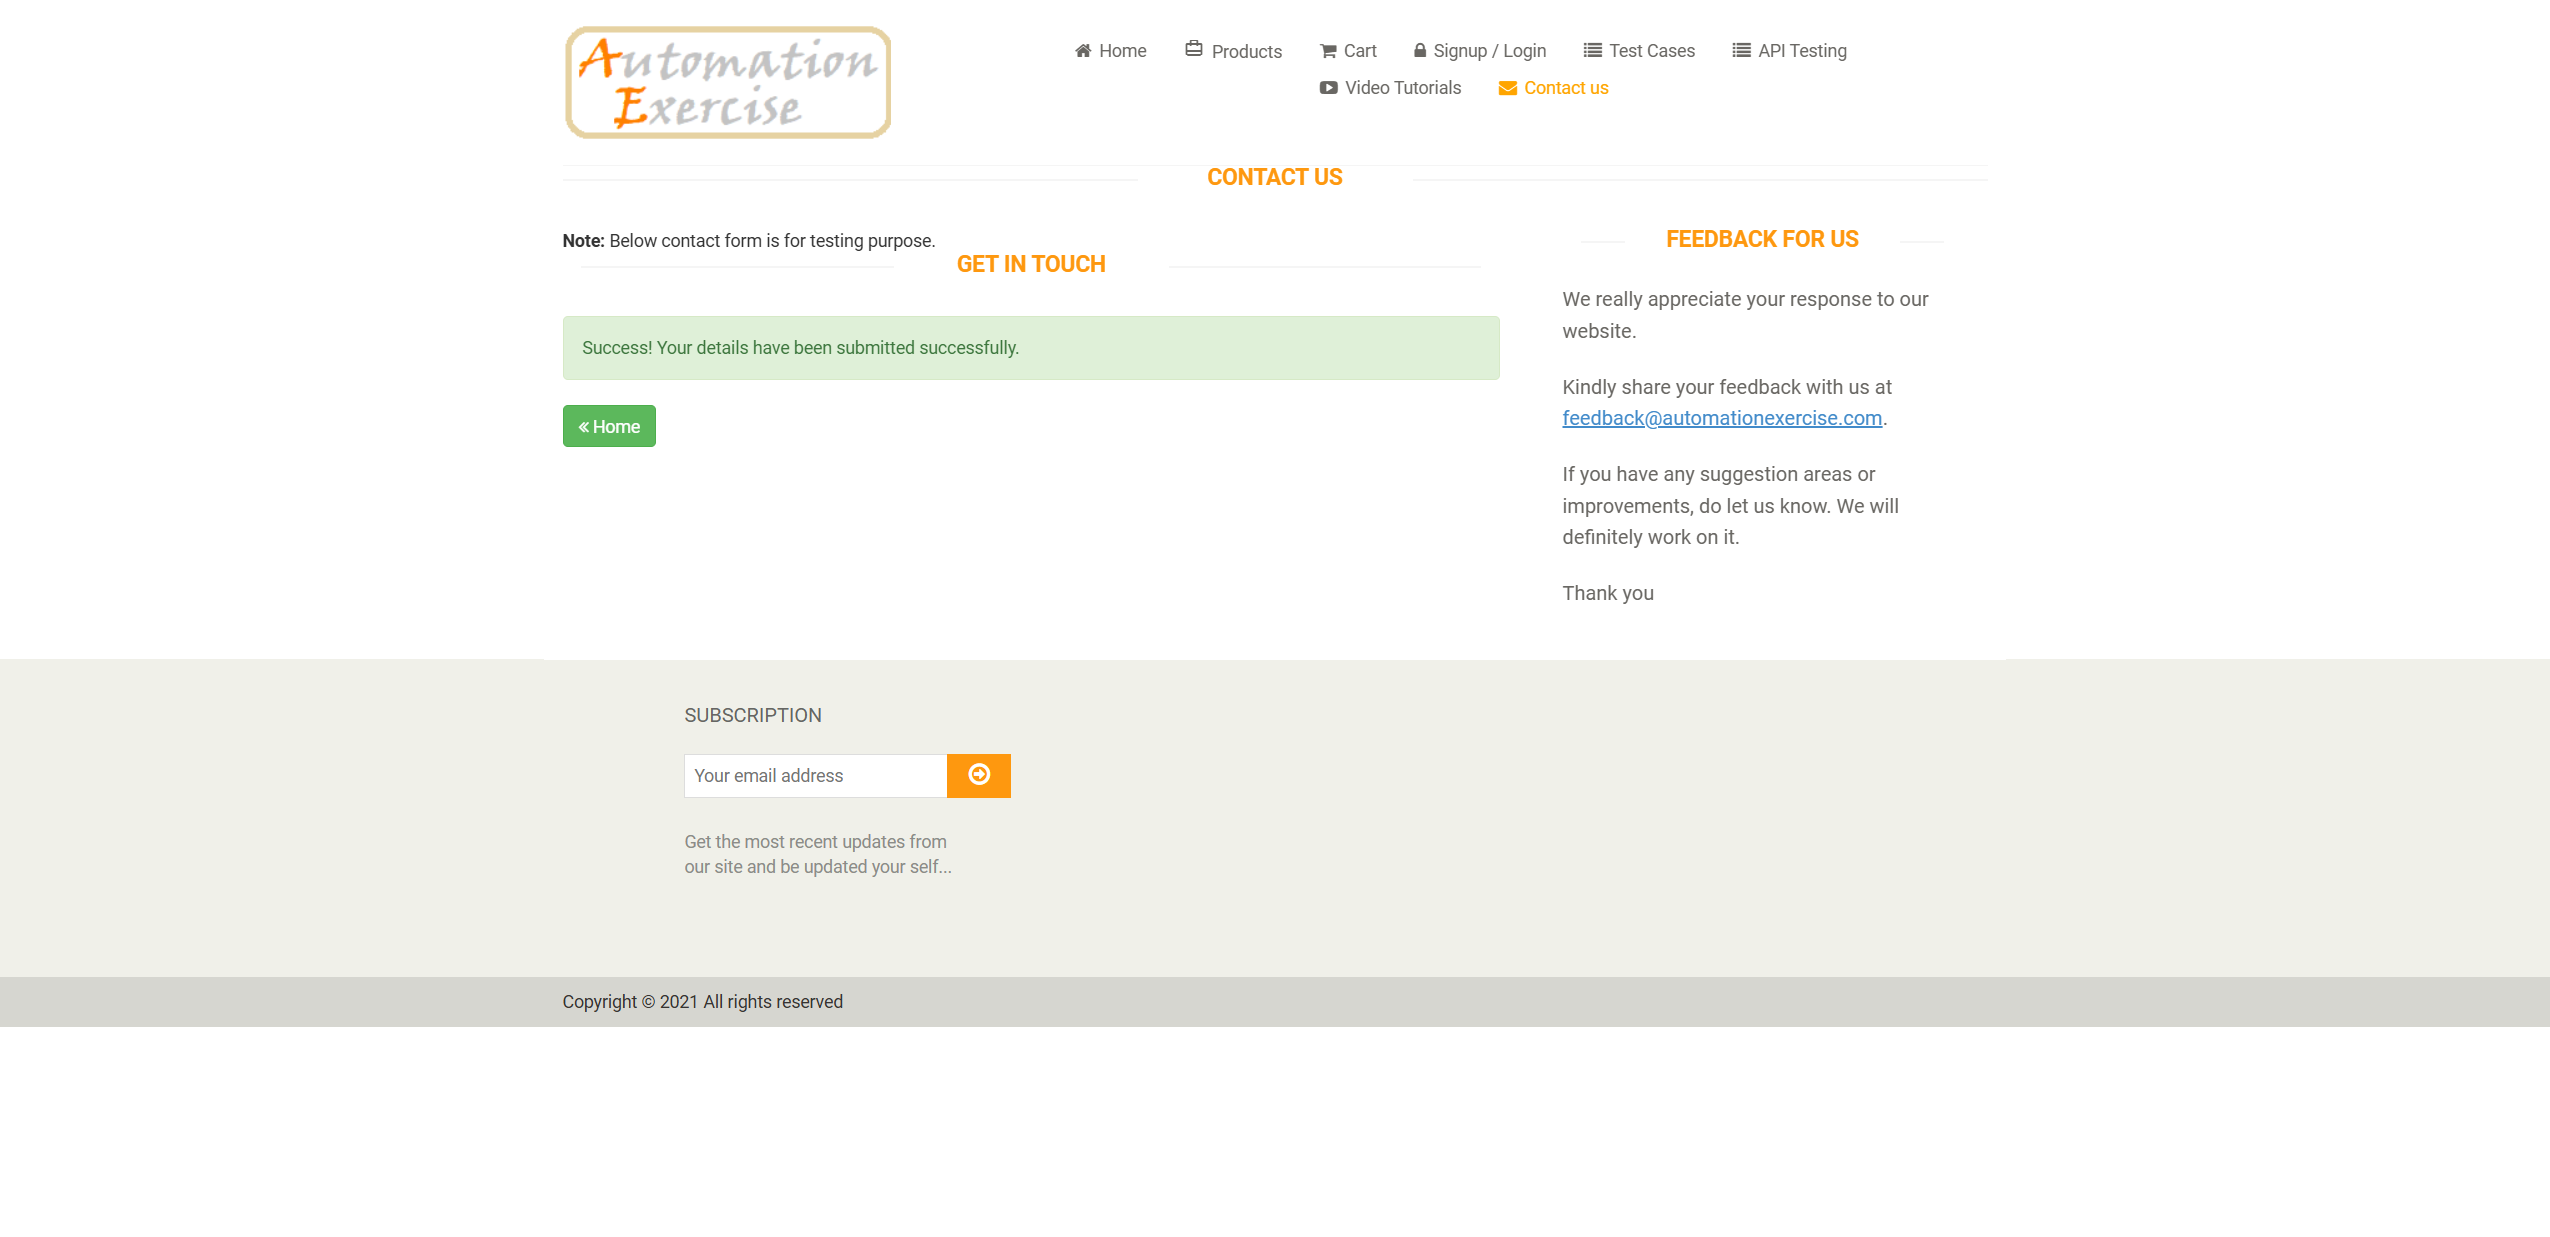 Automation
Exercise
Home Products Cart Signup / Login Test Cases API Testing
Video Tutorials Contact us
CONTACT US
Note: Below contact form is for testing purpose.
GET IN TOUCH
Success! Your details have been submitted successfully.
Home
FEEDBACK FOR US
We really appreciate your response to our
website.
Kindly share your feedback with us at
feedback@automationexercise.com.
If you have any suggestion areas or
improvements, do let us know. We will
definitely work on it.
Thank you
SUBSCRIPTION
Your email address
Get the most recent updates from
our site and be updated your self...
Copyright © 2021 All rights reserved